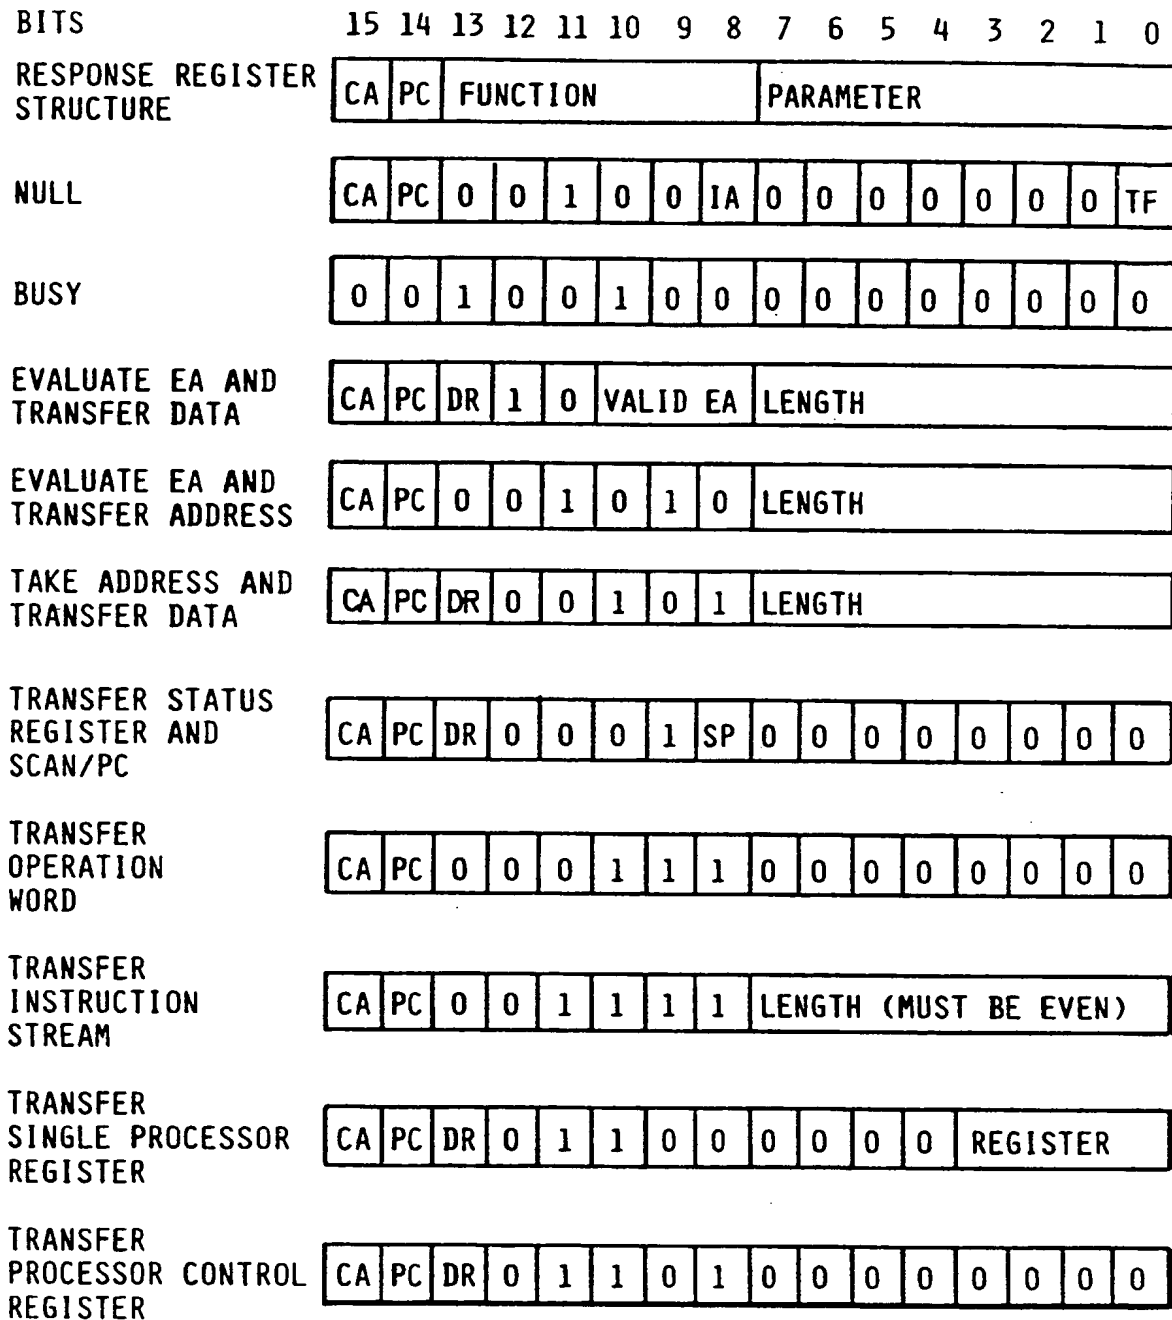 BITS 15 14 13 12 11 10 9 8 7 6 5 4 3 2 1 0
RESPONSE REGISTER
STRUCTURE
CA PC FUNCTION PARAMETER
NULL
CA PC 0 0 1 0 0 IA 0 0 0 0 0 0 0 TF
BUSY
0 0 1 0 0 1 0 0 0 0 0 0 0 0 0 0
EVALUATE EA AND
TRANSFER DATA
CA PC DR 1 0 VALID EA LENGTH
EVALUATE EA AND
TRANSFER ADDRESS
CA PC 0 0 1 0 1 0 LENGTH
TAKE ADDRESS AND
TRANSFER DATA
CA PC DR 0 0 1 0 1 LENGTH
TRANSFER STATUS
REGISTER AND
SCAN/PC
CA PC DR 0 0 0 1 SP 0 0 0 0 0 0 0 0
TRANSFER
OPERATION
WORD
CA PC 0 0 0 1 1 1 0 0 0 0 0 0 0 0
TRANSFER
INSTRUCTION
STREAM
CA PC 0 0 1 1 1 1 LENGTH (MUST BE EVEN)
TRANSFER
SINGLE PROCESSOR
REGISTER
CA PC DR 0 1 1 0 0 0 0 0 0 REGISTER
TRANSFER
PROCESSOR CONTROL
REGISTER
CA PC DR 0 1 1 0 1 0 0 0 0 0 0 0 0